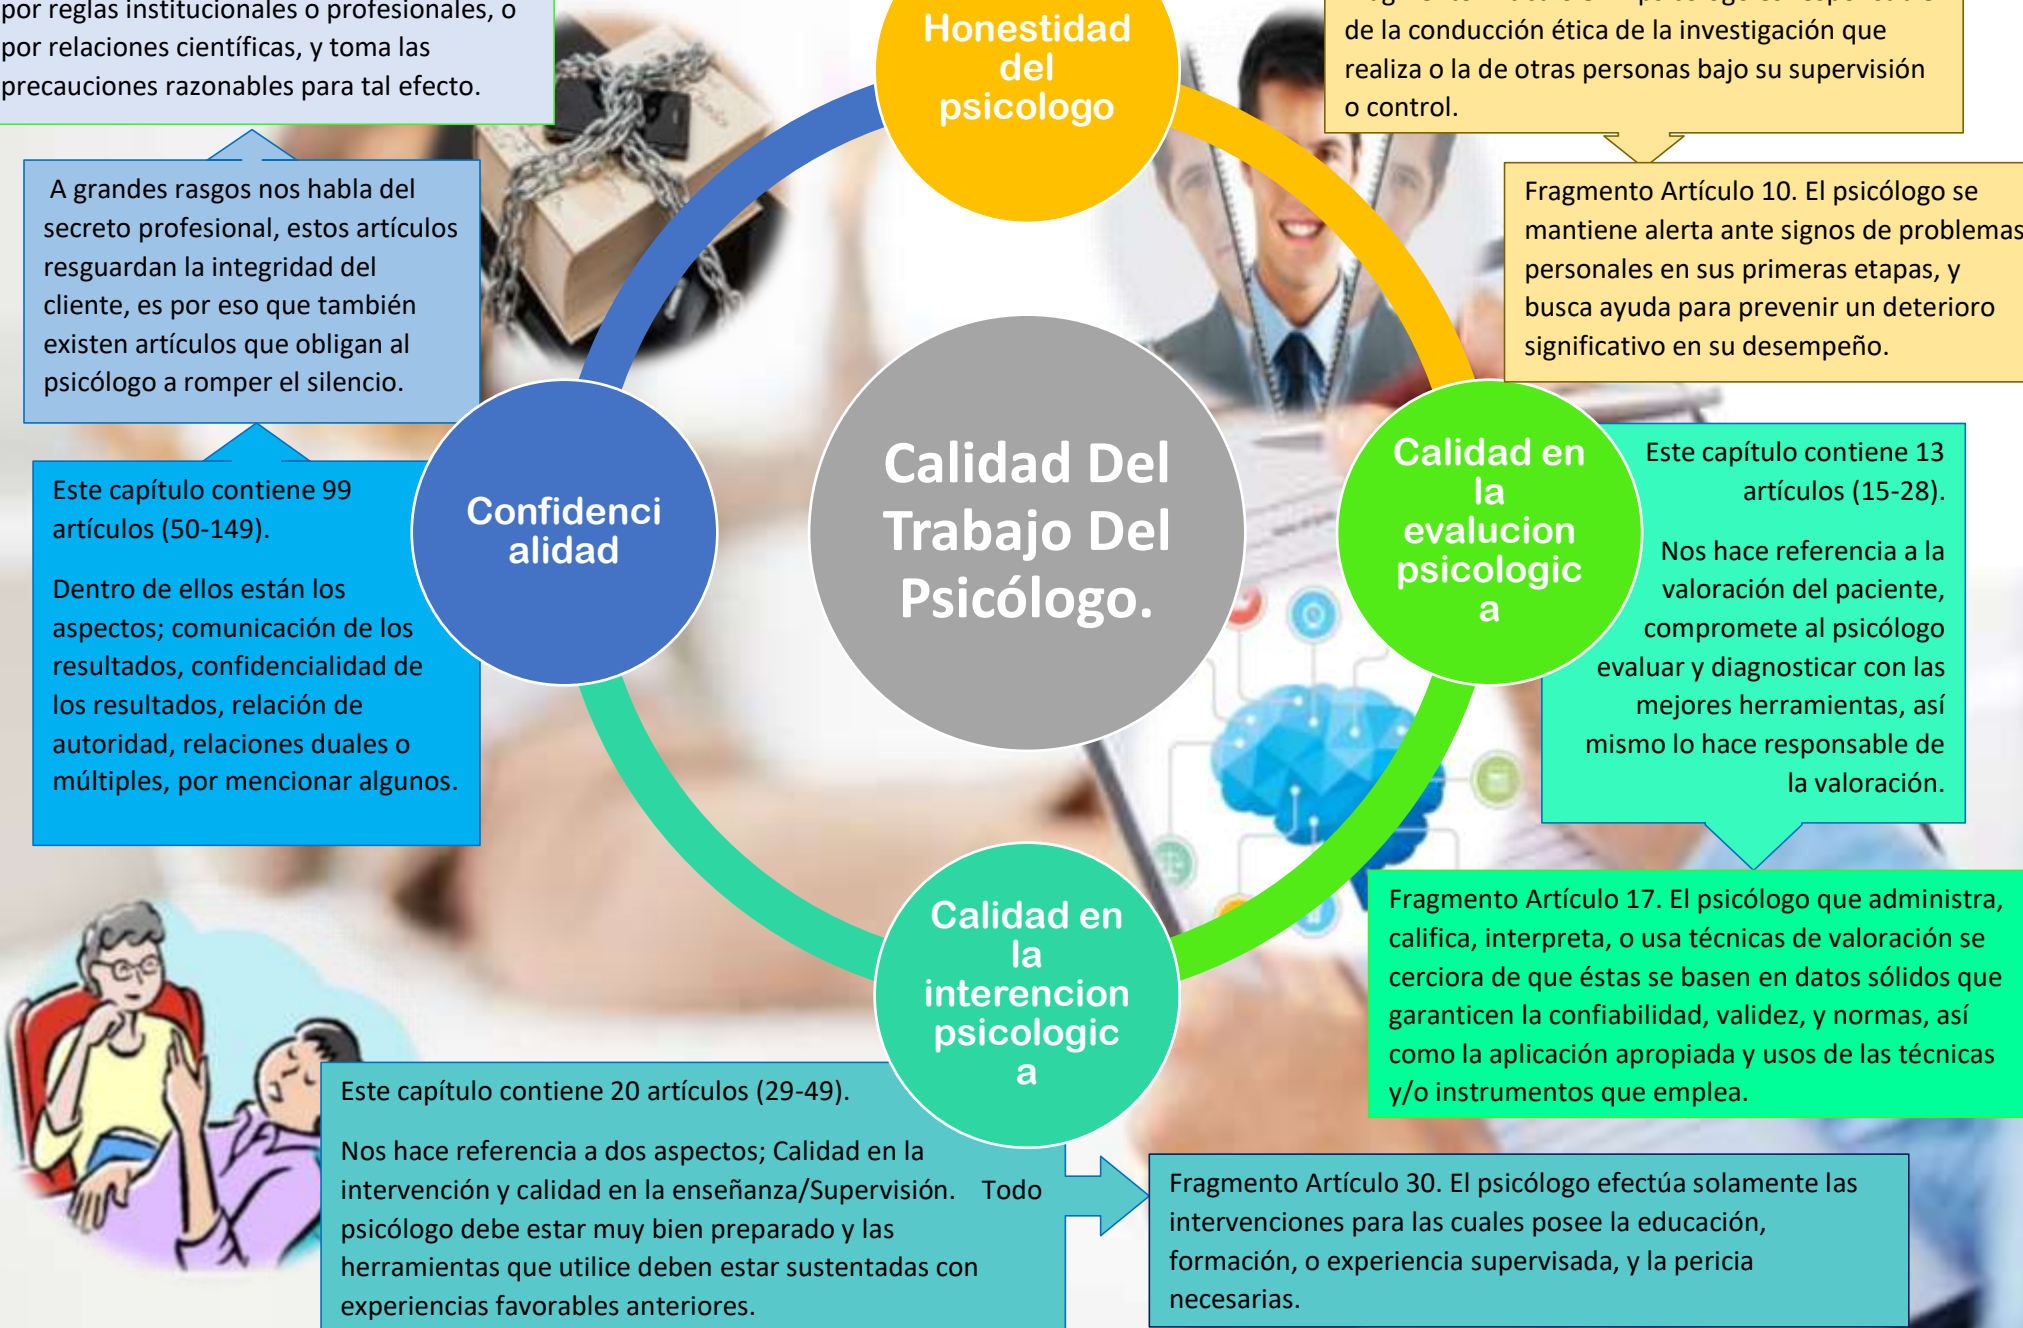 por reglas institucionales o profesionales, o
por relaciones científicas, y toma las
precauciones razonables para tal efecto.
A grandes rasgos nos habla del
secreto profesional, estos artículos
resguardan la integridad del
cliente, es por eso que también
existen artículos que obligan al
psicólogo a romper el silencio.
Este capítulo contiene 99
artículos (50-149).
Dentro de ellos están los
aspectos; comunicación de los
resultados, confidencialidad de
los resultados, relación de
autoridad, relaciones duales o
múltiples, por mencionar algunos.
Confidenci
alidad
Honestidad
del
psicologo
Calidad Del
Trabajo Del
Psicólogo.
de la conducción ética de la investigación que
realiza o la de otras personas bajo su supervisión
o control.
Fragmento Artículo 10. El psicólogo se
mantiene alerta ante signos de problemas
personales en sus primeras etapas, y
busca ayuda para prevenir un deterioro
significativo en su desempeño.
Calidad en
la
evalucion
psicologic
a
Este capítulo contiene 13
artículos (15-28).
Nos hace referencia a la
valoración del paciente,
compromete al psicólogo
evaluar y diagnosticar con las
mejores herramientas, así
mismo lo hace responsable de
la valoración.
Fragmento Artículo 17. El psicólogo que administra,
califica, interpreta, o usa técnicas de valoración se
cerciora de que éstas se basen en datos sólidos que
garanticen la confiabilidad, validez, y normas, así
como la aplicación apropiada y usos de las técnicas
y/o instrumentos que emplea.
Calidad en
la
interencion
psicologic
a
Este capítulo contiene 20 artículos (29-49).
Nos hace referencia a dos aspectos; Calidad en la
intervención y calidad en la enseñanza/Supervisión. Todo
psicólogo debe estar muy bien preparado y las
herramientas que utilice deben estar sustentadas con
experiencias favorables anteriores.
Fragmento Artículo 30. El psicólogo efectúa solamente las
intervenciones para las cuales posee la educación,
formación, o experiencia supervisada, y la pericia
necesarias.